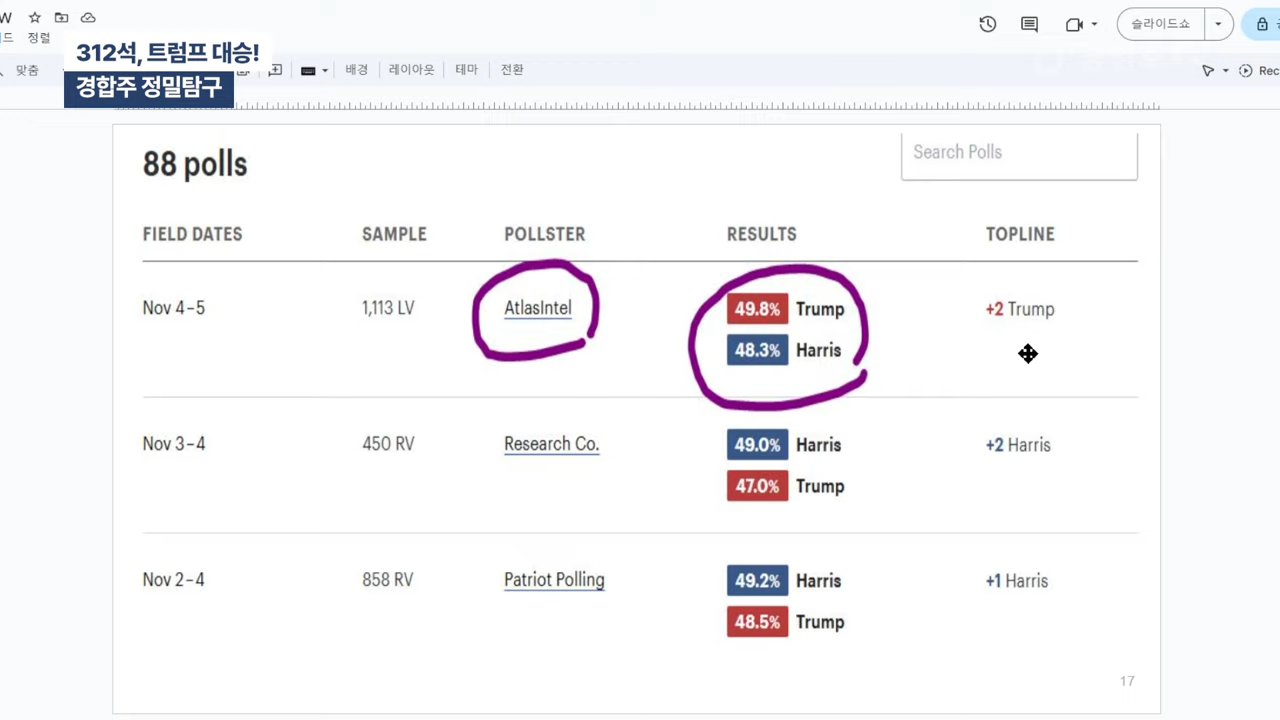 W
312석, 트럼프 대승!
경합주 정밀탐구
정렬
슬라이드쇼
맞춤
배경
레이아웃
테마
전환
Rec
88 polls
Search Polls
FIELD DATES SAMPLE POLLSTER RESULTS TOPLINE
Nov 4-5 1,113 LV AtlasIntel 49.8% Trump +2 Trump
48.3% Harris
Nov 3-4 450 RV Research Co. 49.0% Harris +2 Harris
47.0% Trump
Nov 2-4 858 RV Patriot Polling 49.2% Harris +1 Harris
48.5% Trump
17